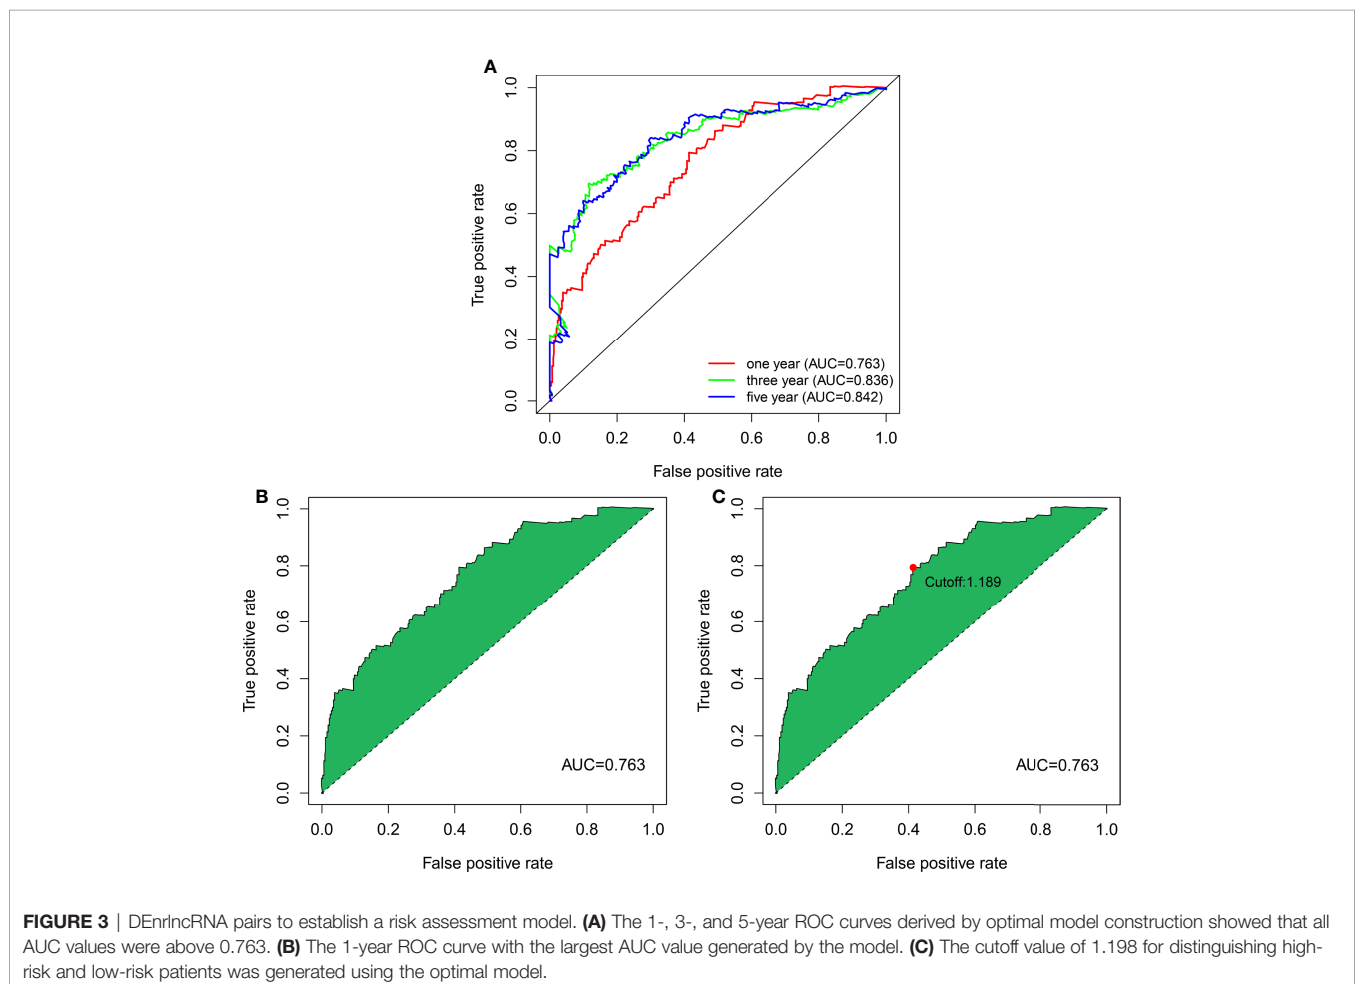 A
1.0
0.8
0.6
0.4
0.2
0.0
True positive rate
one year (AUC=0.763)
three year (AUC=0.836)
five year (AUC=0.842)
0.0 0.2 0.4 0.6 0.8 1.0
False positive rate
B
1.0
0.8
0.6
0.4
0.2
0.0
True positive rate
AUC=0.763
0.0 0.2 0.4 0.6 0.8 1.0
False positive rate
C
1.0
0.8
0.6
0.4
0.2
0.0
True positive rate
Cutoff:1.189
AUC=0.763
0.0 0.2 0.4 0.6 0.8 1.0
False positive rate
FIGURE 3 | DEnrlncRNA pairs to establish a risk assessment model. (A) The 1-, 3-, and 5-year ROC curves derived by optimal model construction showed that all
AUC values were above 0.763. (B) The 1-year ROC curve with the largest AUC value generated by the model. (C) The cutoff value of 1.198 for distinguishing high-
risk and low-risk patients was generated using the optimal model.